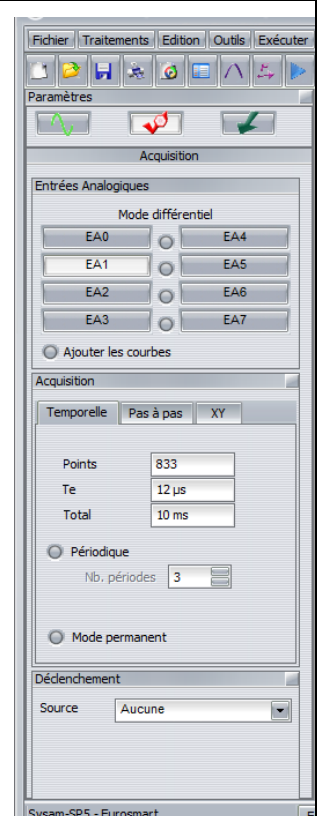 Fichier Traitements Edition Outils Exécuter
Paramètres
Acquisition
Entrées Analogiques
Mode différentiel
EA0 EA4
EA1 EA5
EA2 EA6
EA3 EA7
Ajouter les courbes
Acquisition
Temporelle Pas à pas XY
Points 833
Te 12 µs
Total 10 ms
Périodique
Nb. périodes 3
Mode permanent
Déclenchement
Source Aucune
Sysam-SP5 - Eurosmart